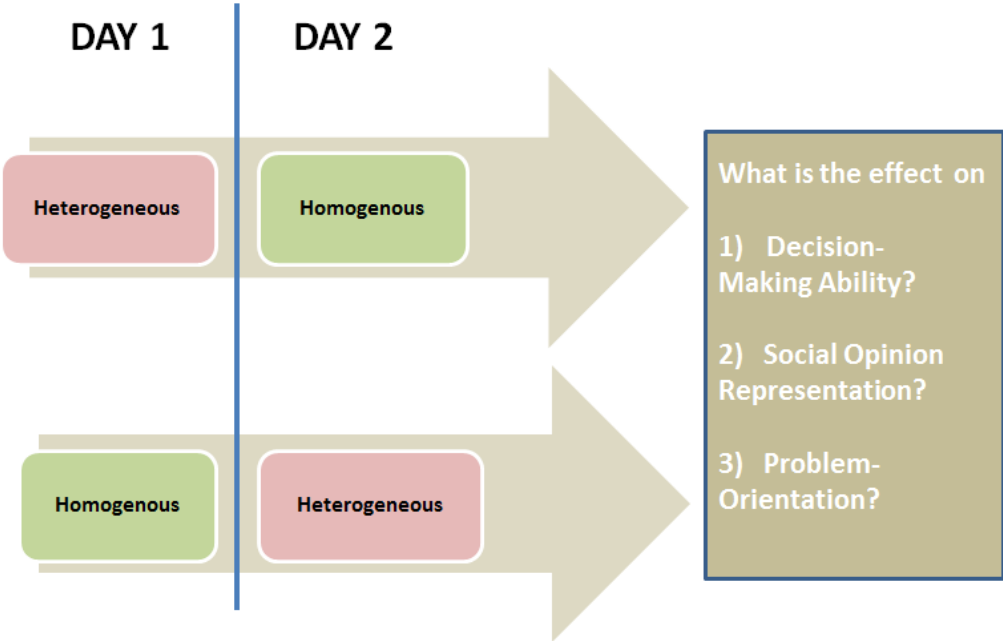 DAY 1
DAY 2
Heterogeneous
Homogenous
Homogenous
Heterogeneous
What is the effect on
1) Decision-
Making Ability?
2) Social Opinion
Representation?
3) Problem-
Orientation?